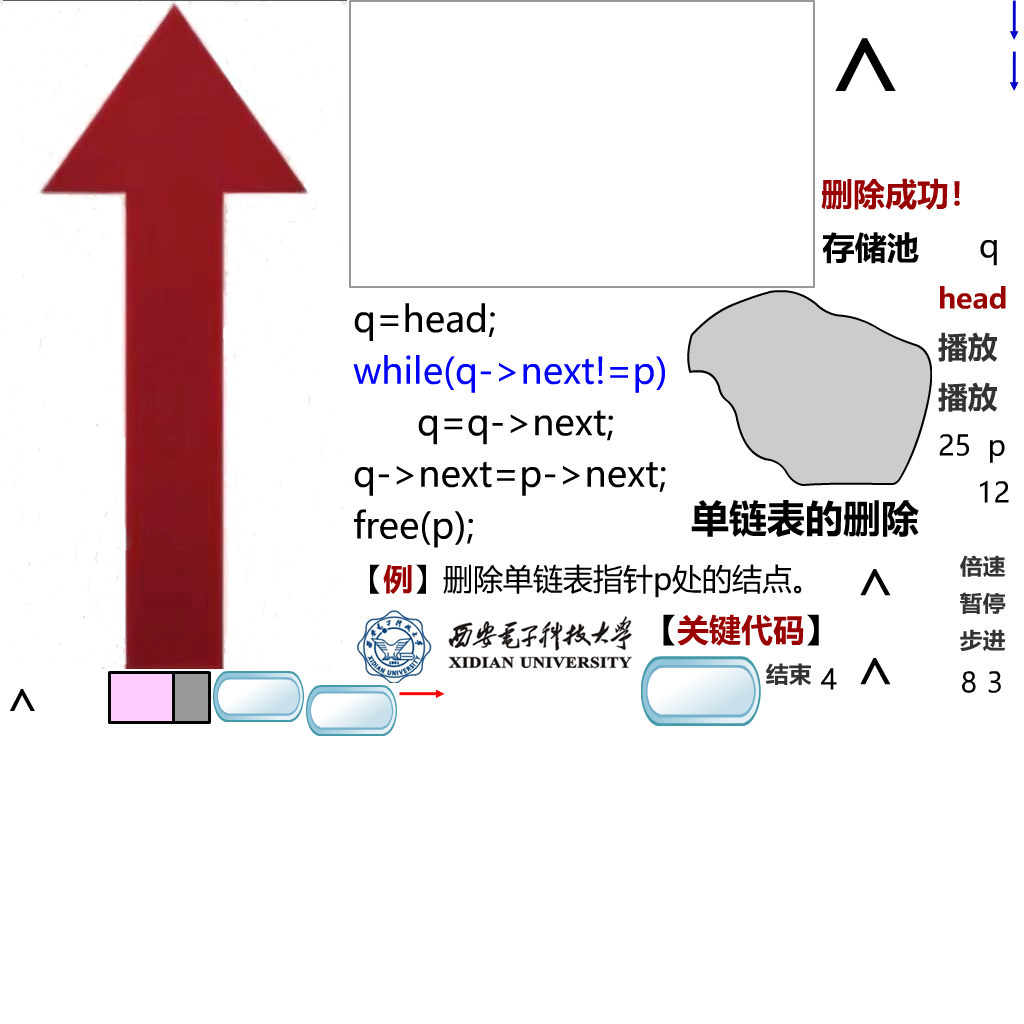 删除成功！
存储池
q
head
q=head;
播放
while(q->next!=p)
播放
q=q->next;
25
p
q->next=p->next;
12
单链表的删除
free(p);
【例】删除单链表指针p处的结点。
倍速
暂停
西安电子科技大学
XIDIAN UNIVERSITY
【关键代码】
步进
结束
4
8
3